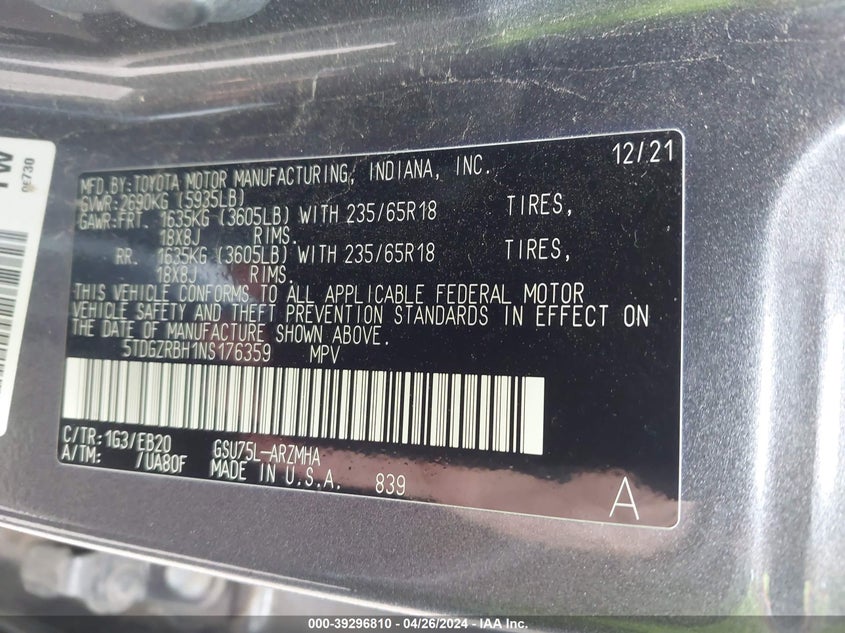 1W
0E730
12/21
MFD. BY: TOYOTA MOTOR MANUFACTURING, INDIANA, INC.
GVWR: 2690KG (5935LB)
GAWR: FRT. 1635KG (3605LB) WITH 235/65R18 TIRES,
18X8J RIMS.
RR. 1635KG (3605LB) WITH 235/65R18 TIRES,
18X8J RIMS.
THIS VEHICLE CONFORMS TO ALL APPLICABLE FEDERAL MOTOR
VEHICLE SAFETY AND THEFT PREVENTION STANDARDS IN EFFECT ON
THE DATE OF MANUFACTURE SHOWN ABOVE.
5TDGZRBH1NS176359 MPV
C/TR: 1G3/EB20 GSU75L-ARZMHA
A/TM: /UA80F MADE IN U.S.A. 839
A
000-39296810 - 04/26/2024 - IAA Inc.